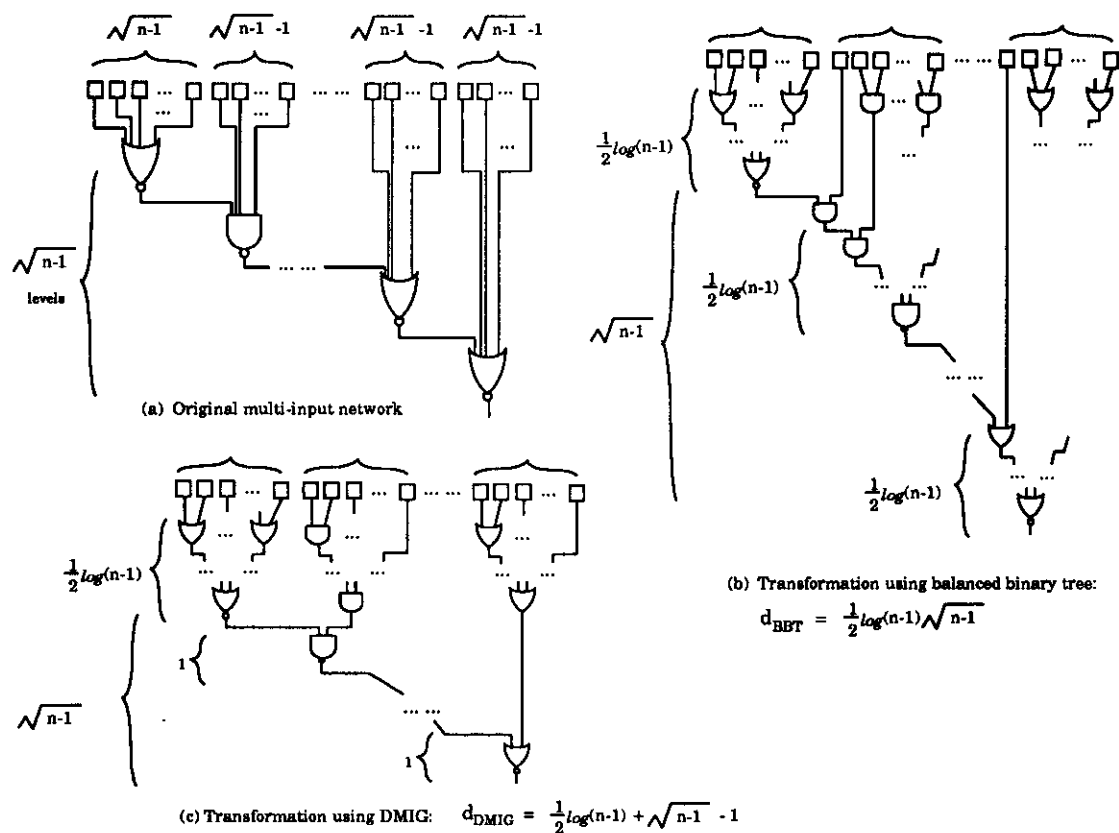 √n-1 √n-1 -1 √n-1 -1 √n-1 -1
... ... ... ... ...
... ... ... ...
√n-1
levels
... ...
(a) Original multi-input network
... ... ... ... ...
1/2 log(n-1)
... ... ... ...
... ... ... ... ...
√n-1
1/2 log(n-1)
... ...
... ...
1/2 log(n-1)
... ...
(b) Transformation using balanced binary tree:
d_BBT = 1/2 log(n-1)√n-1
... ... ... ... ...
1/2 log(n-1)
... ... ...
... ... ... ... ... ...
√n-1
1
... ...
1
(c) Transformation using DMIG: d_DMIG = 1/2 log(n-1) + √n-1 - 1